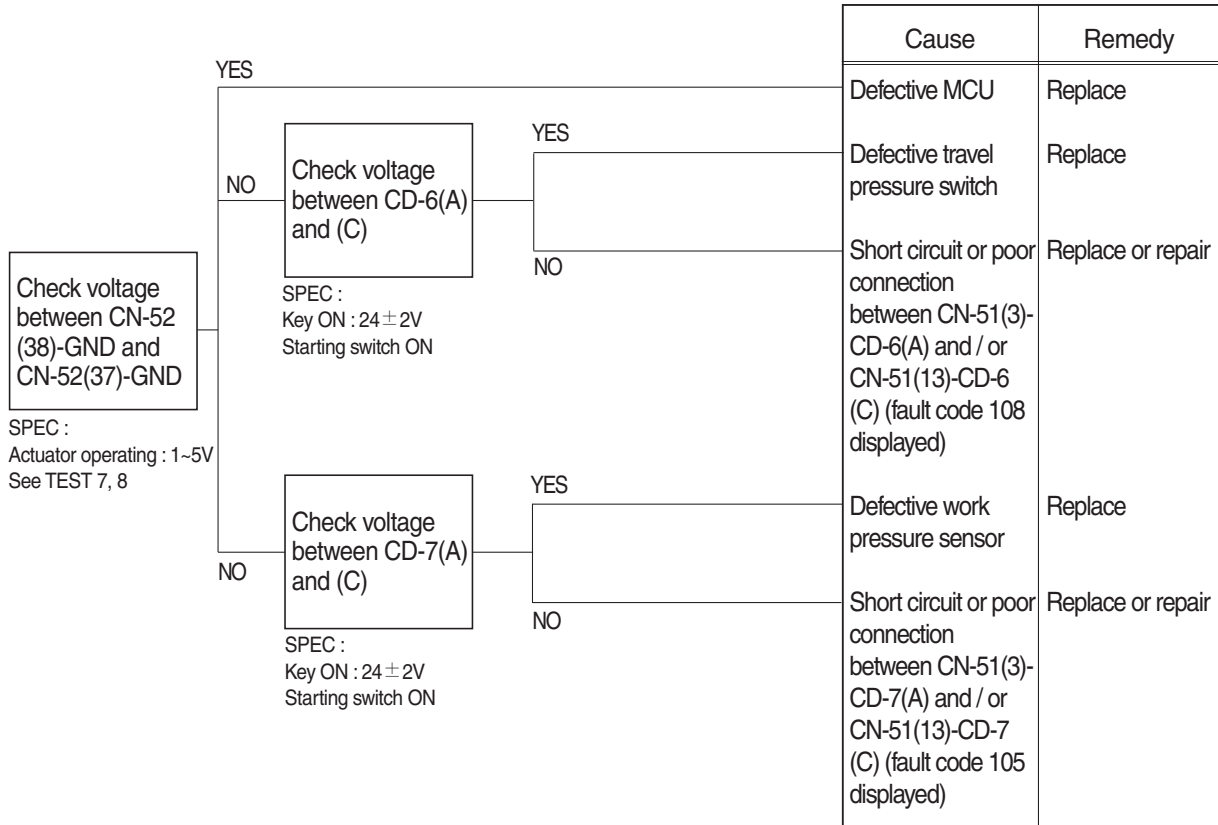 Cause
Remedy
YES
Defective MCU
Replace
NO
Check voltage
between CD-6(A)
and (C)
SPEC :
Key ON : 24±2V
Starting switch ON
YES
Defective travel
pressure switch
Replace
NO
Short circuit or poor
connection
between CN-51(3)-
CD-6(A) and / or
CN-51(13)-CD-6
(C) (fault code 108
displayed)
Replace or repair
Check voltage
between CN-52
(38)-GND and
CN-52(37)-GND
SPEC :
Actuator operating : 1~5V
See TEST 7, 8
NO
Check voltage
between CD-7(A)
and (C)
SPEC :
Key ON : 24±2V
Starting switch ON
YES
Defective work
pressure sensor
Replace
NO
Short circuit or poor
connection
between CN-51(3)-
CD-7(A) and / or
CN-51(13)-CD-7
(C) (fault code 105
displayed)
Replace or repair